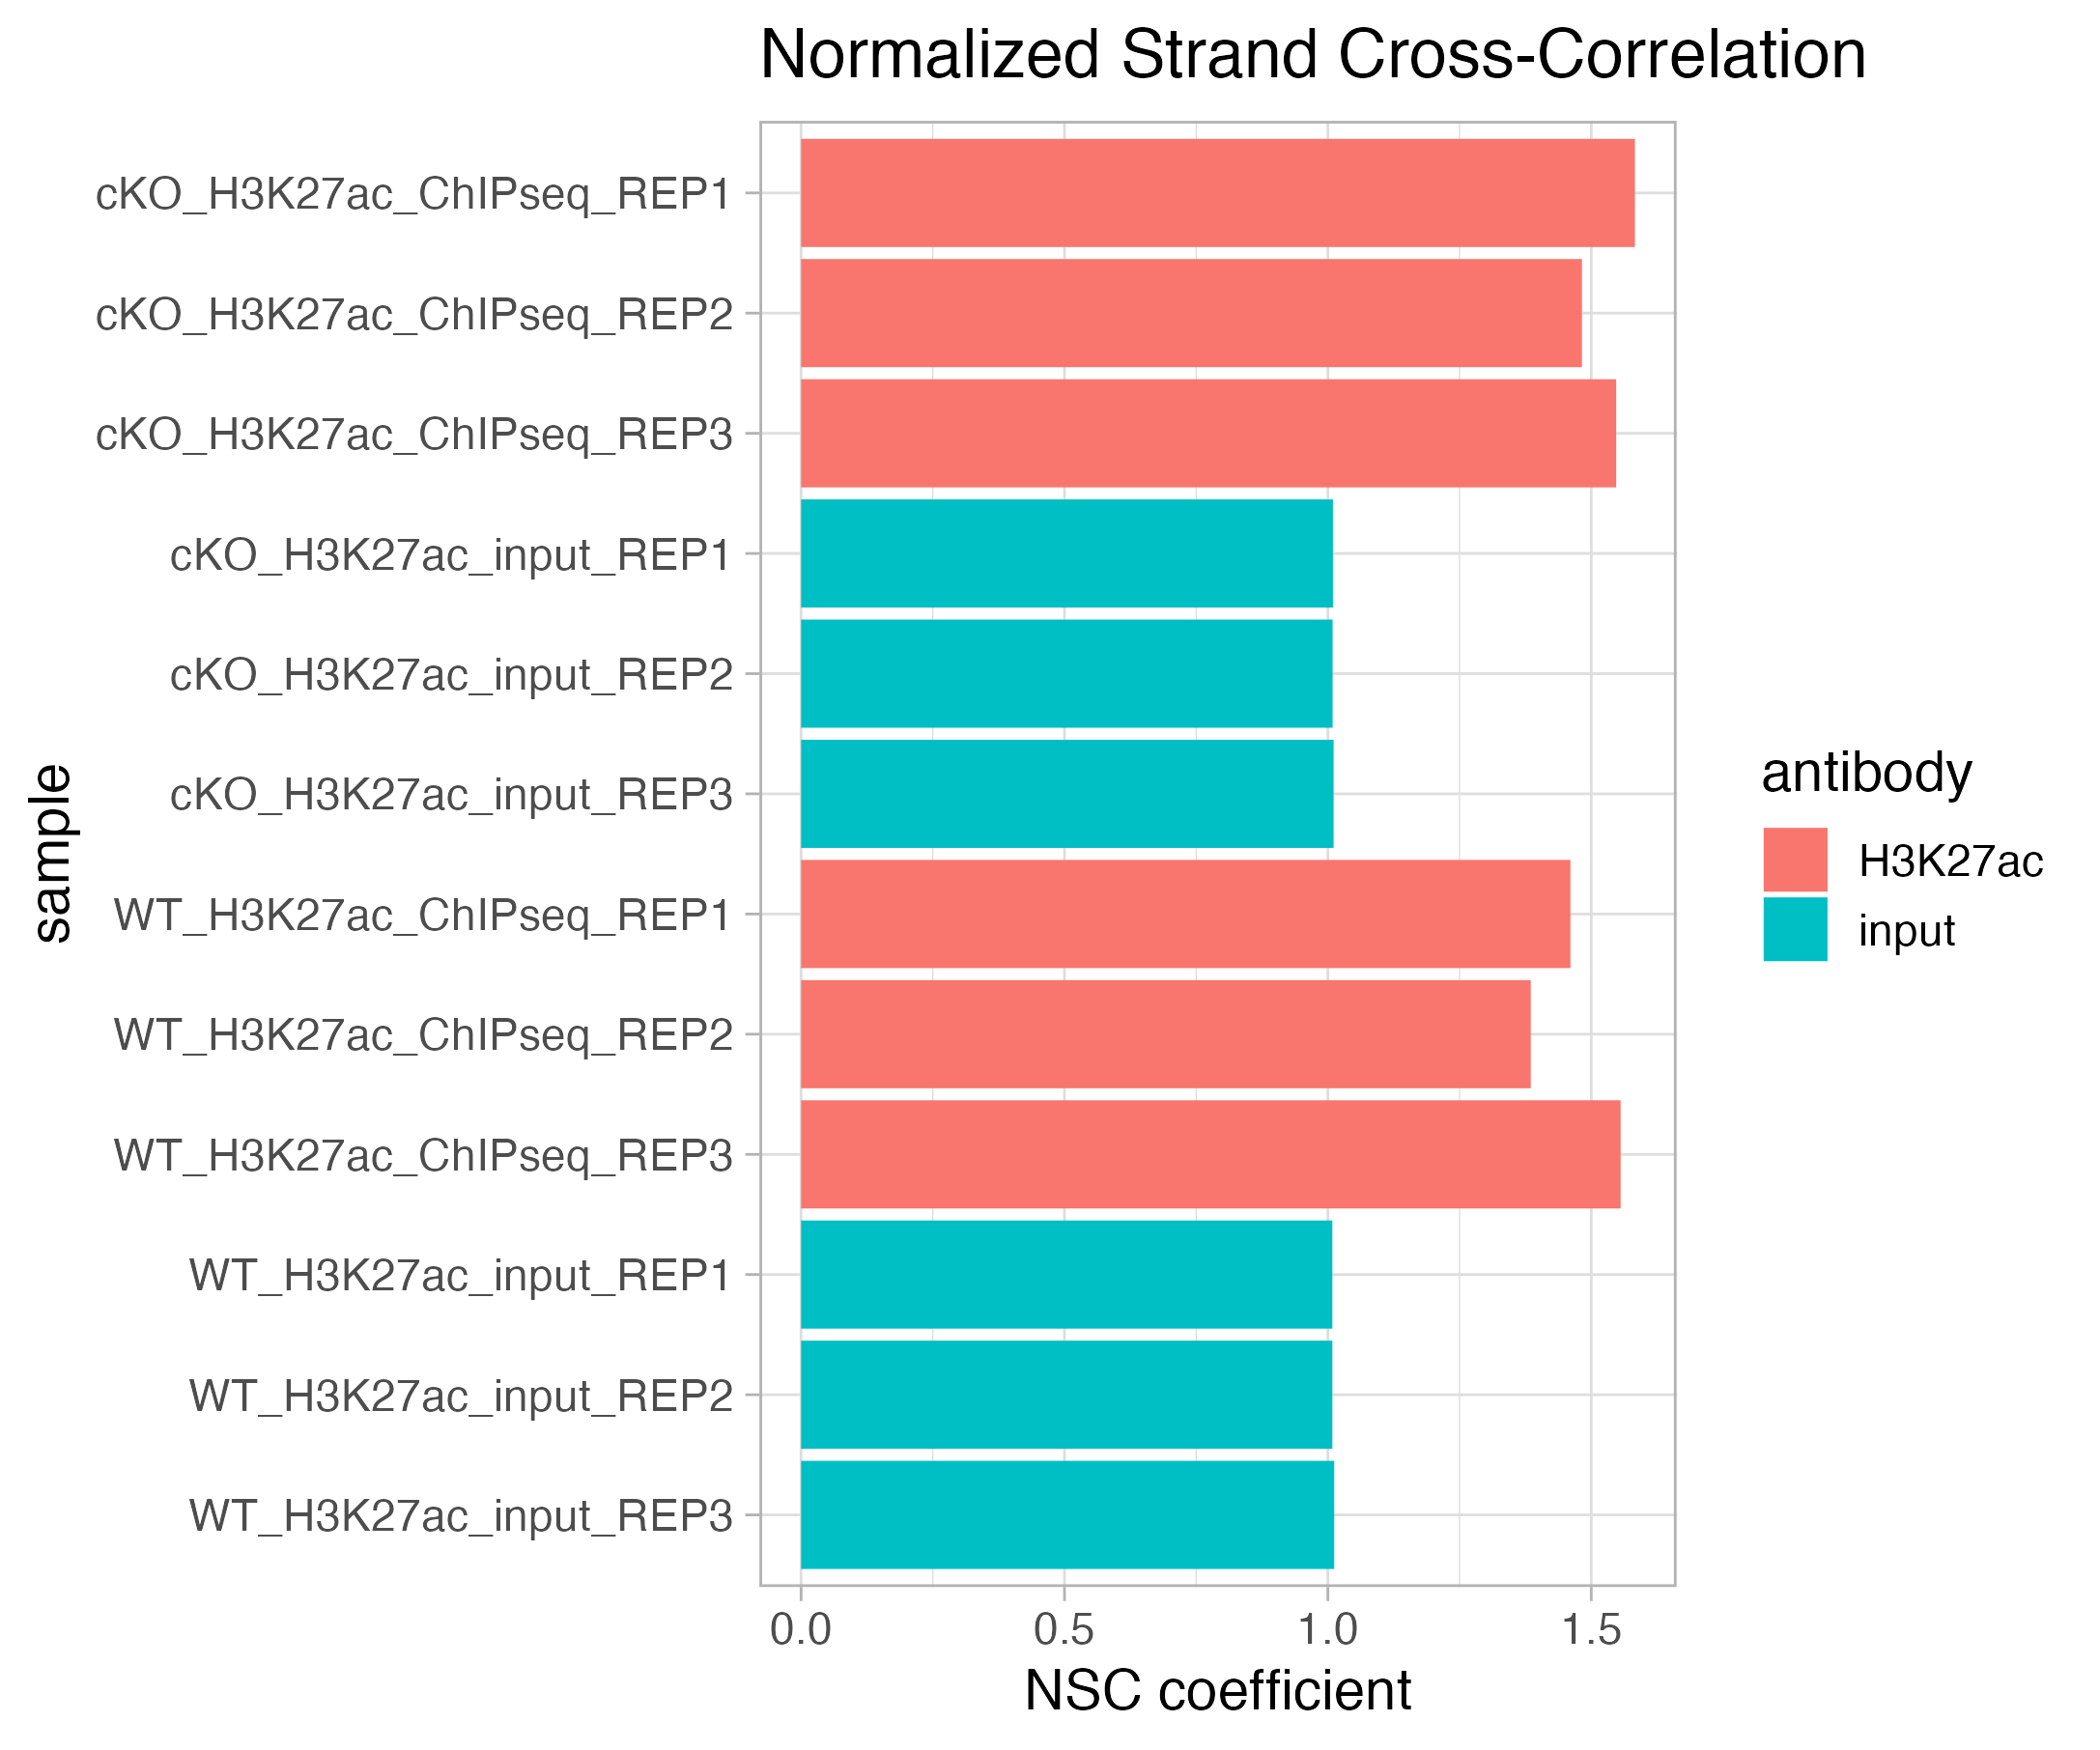 Normalized Strand Cross-Correlation
cKO_H3K27ac_ChIPseq_REP1
cKO_H3K27ac_ChIPseq_REP2
cKO_H3K27ac_ChIPseq_REP3
cKO_H3K27ac_input_REP1
cKO_H3K27ac_input_REP2
cKO_H3K27ac_input_REP3
WT_H3K27ac_ChIPseq_REP1
WT_H3K27ac_ChIPseq_REP2
WT_H3K27ac_ChIPseq_REP3
WT_H3K27ac_input_REP1
WT_H3K27ac_input_REP2
WT_H3K27ac_input_REP3
sample
0.0 0.5 1.0 1.5
NSC coefficient
antibody
H3K27ac
input